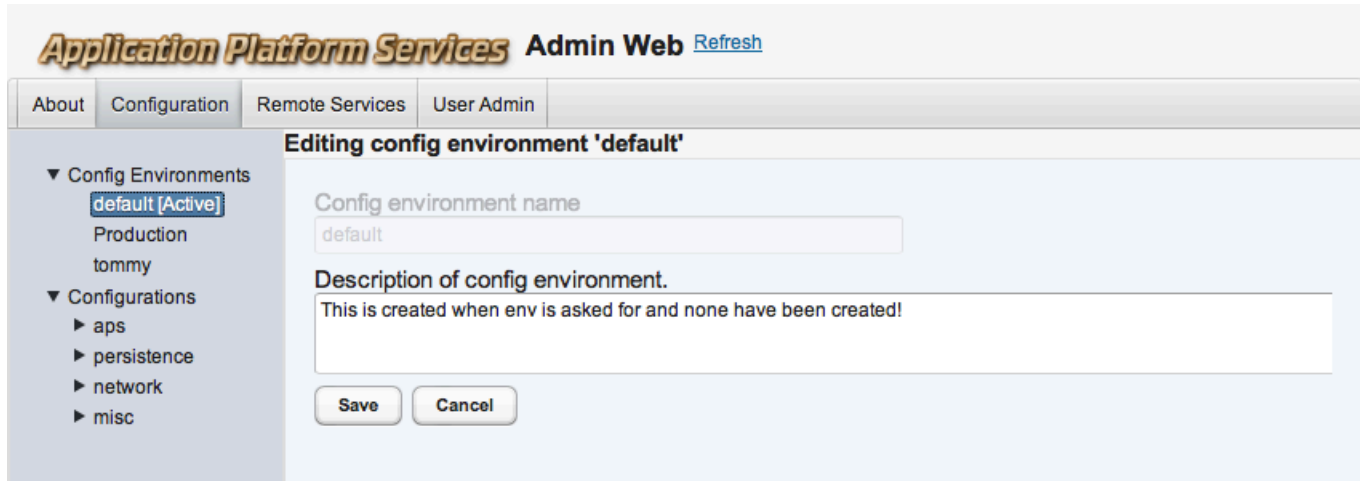 Application Platform Services Admin Web Refresh
About Configuration Remote Services User Admin
Editing config environment 'default'
▼ Config Environments
default [Active]
Production
tommy
▼ Configurations
▶ aps
▶ persistence
▶ network
▶ misc
Config environment name
default
Description of config environment.
This is created when env is asked for and none have been created!
Save Cancel